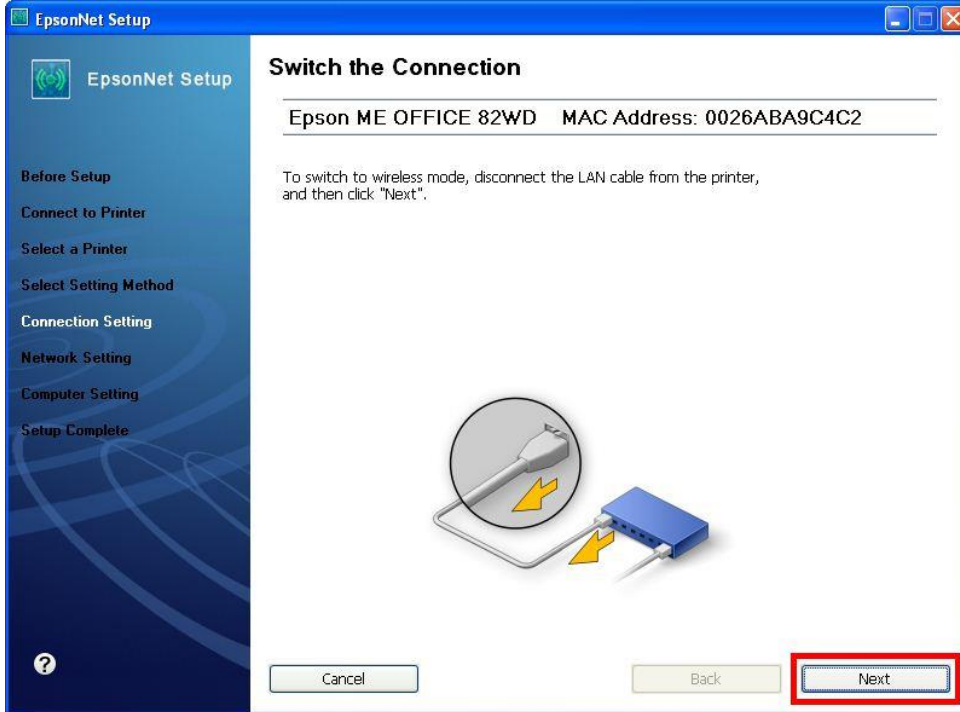 EpsonNet Setup
EpsonNet Setup
Switch the Connection
Epson ME OFFICE 82WD MAC Address: 0026ABA9C4C2
To switch to wireless mode, disconnect the LAN cable from the printer,
and then click "Next".
Before Setup
Connect to Printer
Select a Printer
Select Setting Method
Connection Setting
Network Setting
Computer Setting
Setup Complete
?
Cancel
Back
Next